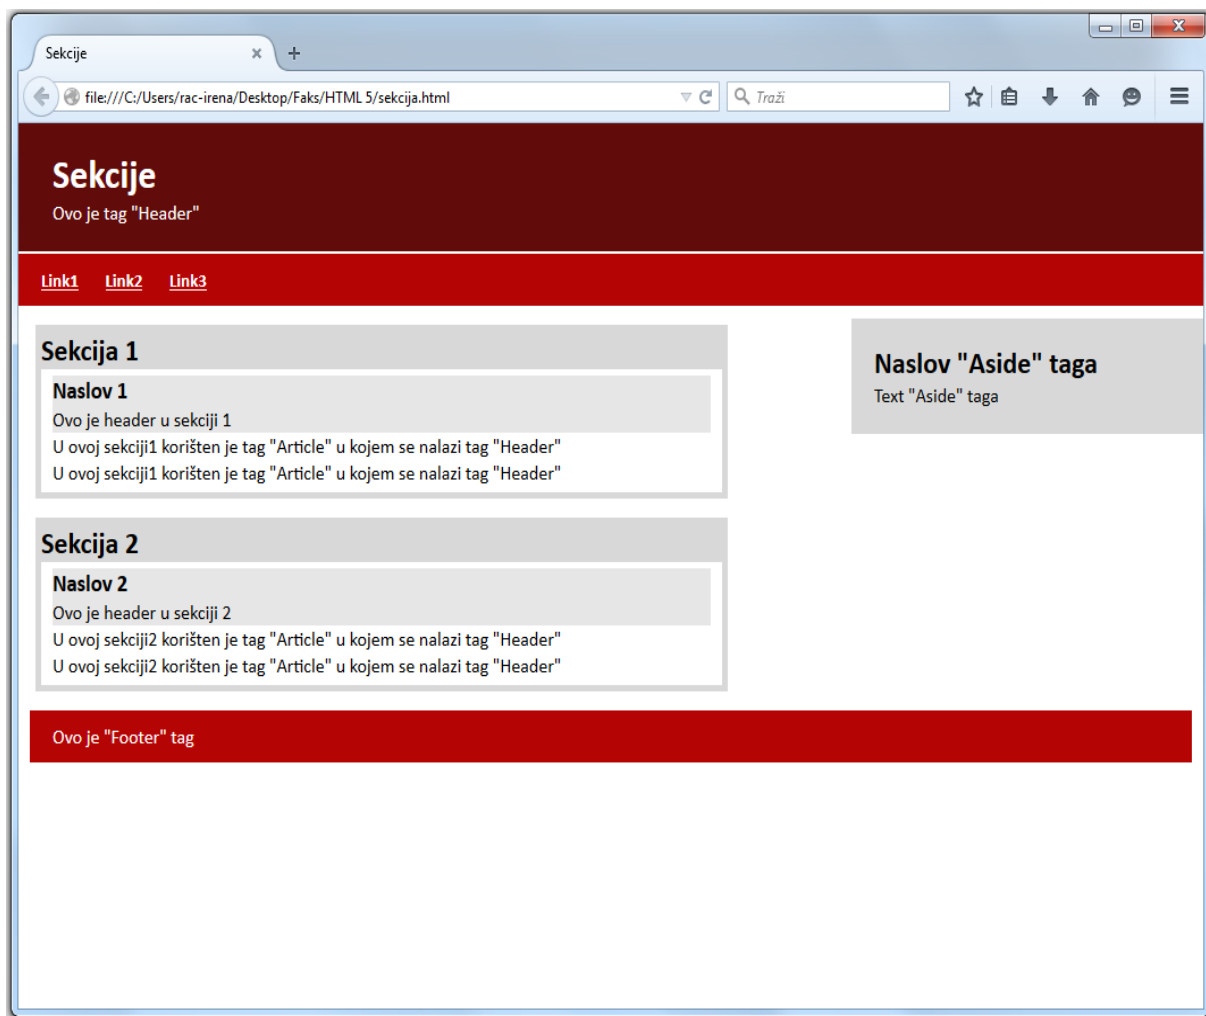 Sekcije
file:///C:/Users/rac-irena/Desktop/Faks/HTML 5/sekcija.html
Traži
Sekcije
Ovo je tag "Header"
Link1 Link2 Link3
Sekcija 1
Naslov 1
Ovo je header u sekciji 1
U ovoj sekciji1 korišten je tag "Article" u kojem se nalazi tag "Header"
U ovoj sekciji1 korišten je tag "Article" u kojem se nalazi tag "Header"
Naslov "Aside" taga
Text "Aside" taga
Sekcija 2
Naslov 2
Ovo je header u sekciji 2
U ovoj sekciji2 korišten je tag "Article" u kojem se nalazi tag "Header"
U ovoj sekciji2 korišten je tag "Article" u kojem se nalazi tag "Header"
Ovo je "Footer" tag